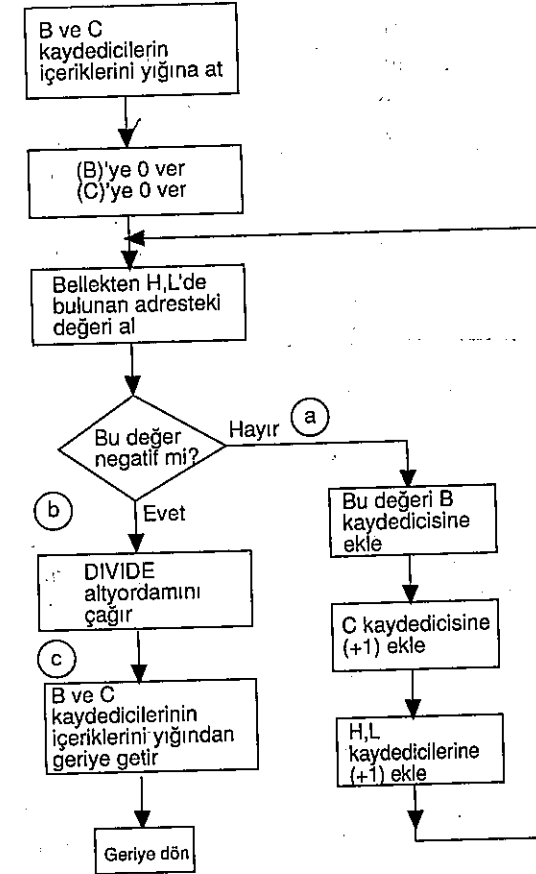 B ve C
kaydedicilerin
içeriklerini yığına at
(B)'ye 0 ver
(C)'ye 0 ver
Bellekten H,L'de
bulunan adresteki
değeri al
Bu değer
negatif mi?
Hayır
a
b
Evet
Bu değeri B
kaydedicisine
ekle
DIVIDE
altyordamını
çağır
C kaydedicisine
(+1) ekle
c
B ve C
kaydedicilerinin
içeriklerini yığından
geriye getir
H,L
kaydedicilerine
(+1) ekle
Geriye dön